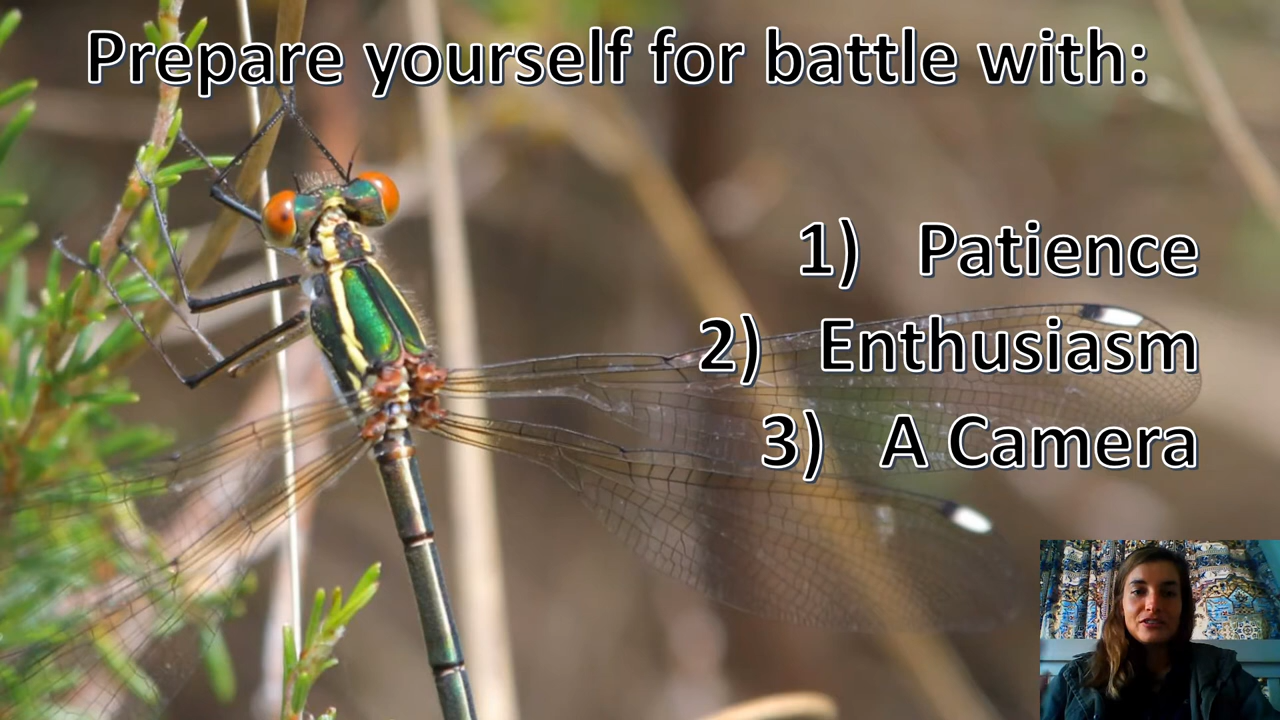 Prepare yourself for battle with:
1) Patience
2) Enthusiasm
3) A Camera